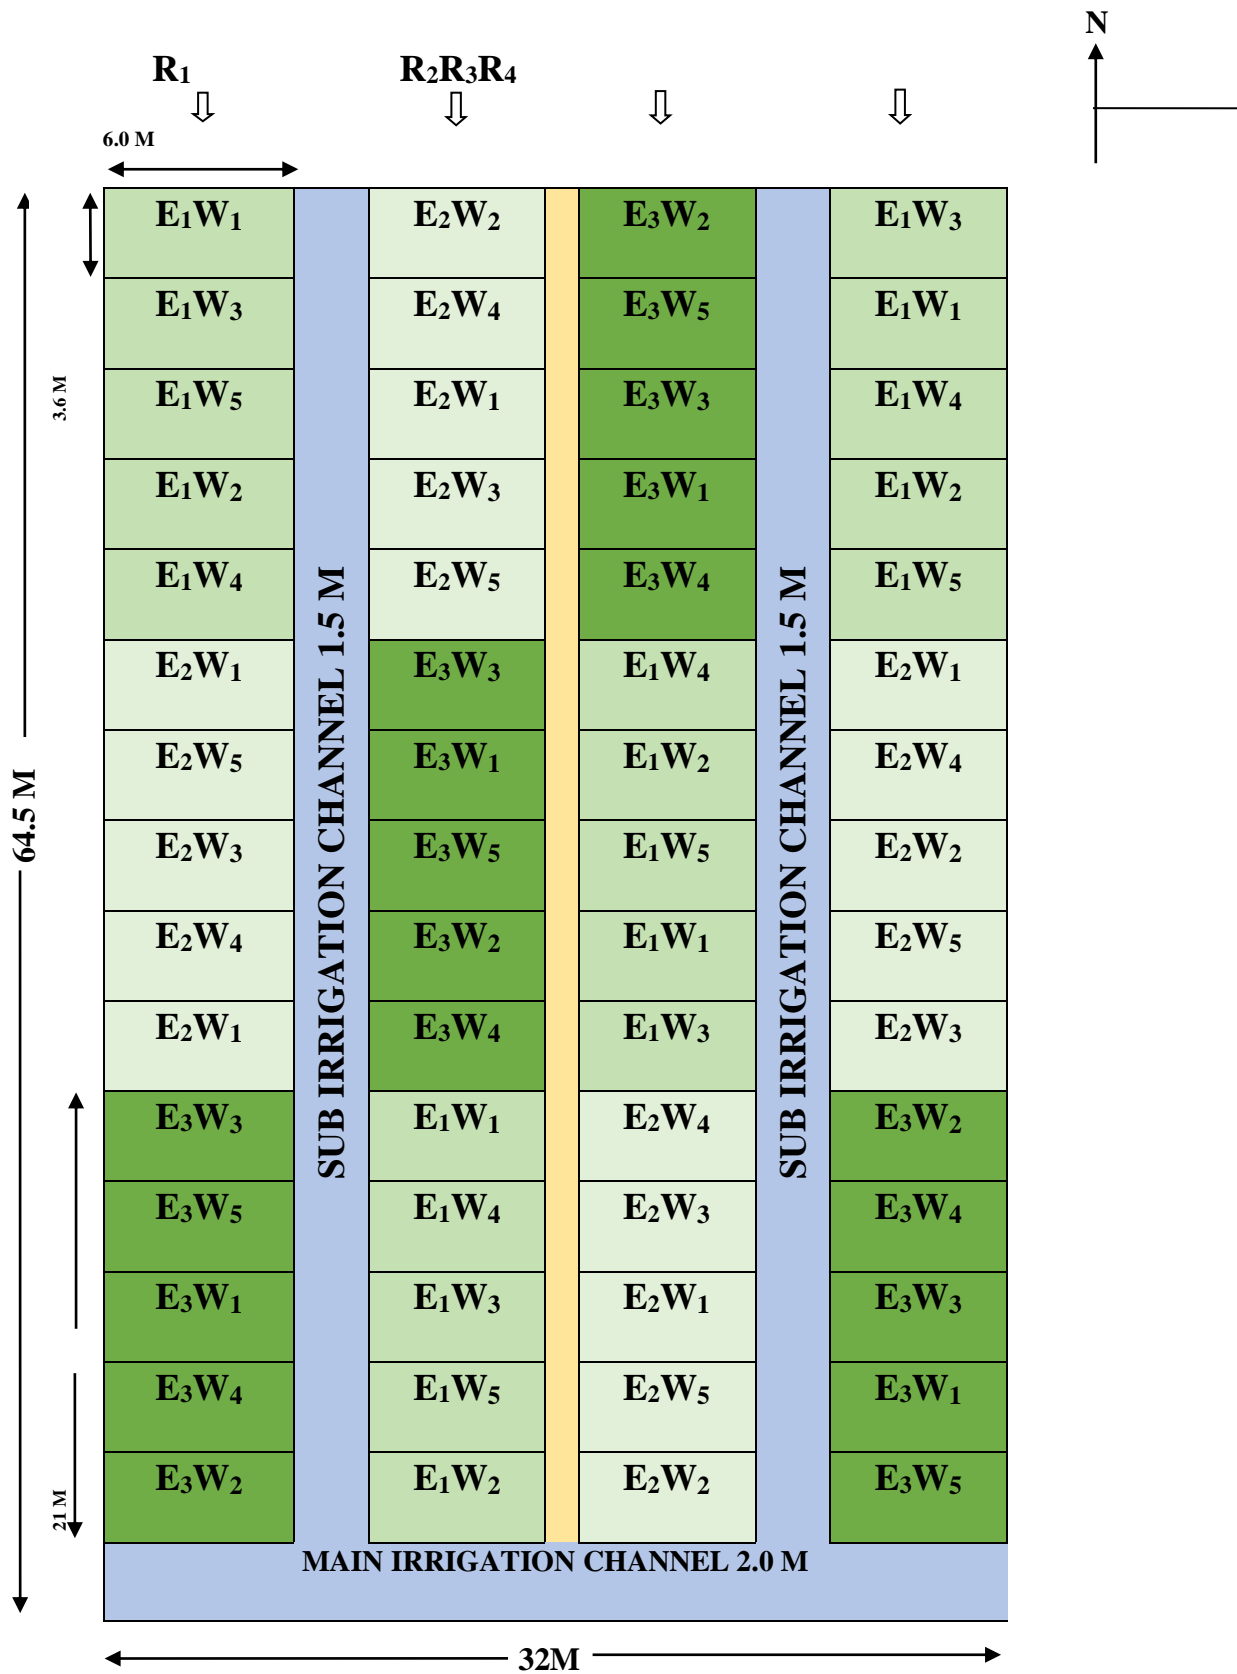 N
R₁ R₂R₃R₄
6.0 M
E₁W₁ E₂W₂ E₃W₂ E₁W₃
E₁W₃ E₂W₄ E₃W₅ E₁W₁
3.6 M
E₁W₅ E₂W₁ E₃W₃ E₁W₄
E₁W₂ E₂W₃ E₃W₁ E₁W₂
E₁W₄ E₂W₅ E₃W₄ E₁W₅
SUB IRRIGATION CHANNEL 1.5 M
SUB IRRIGATION CHANNEL 1.5 M
E₂W₁ E₃W₃ E₁W₄ E₂W₁
E₂W₅ E₃W₁ E₁W₂ E₂W₄
64.5 M
E₂W₃ E₃W₅ E₁W₅ E₂W₂
E₂W₄ E₃W₂ E₁W₁ E₂W₅
E₂W₁ E₃W₄ E₁W₃ E₂W₃
E₃W₃ E₁W₁ E₂W₄ E₃W₂
E₃W₅ E₁W₄ E₂W₃ E₃W₄
E₃W₁ E₁W₃ E₂W₁ E₃W₃
E₃W₄ E₁W₅ E₂W₅ E₃W₁
E₃W₂ E₁W₂ E₂W₂ E₃W₅
21 M
MAIN IRRIGATION CHANNEL 2.0 M
32M